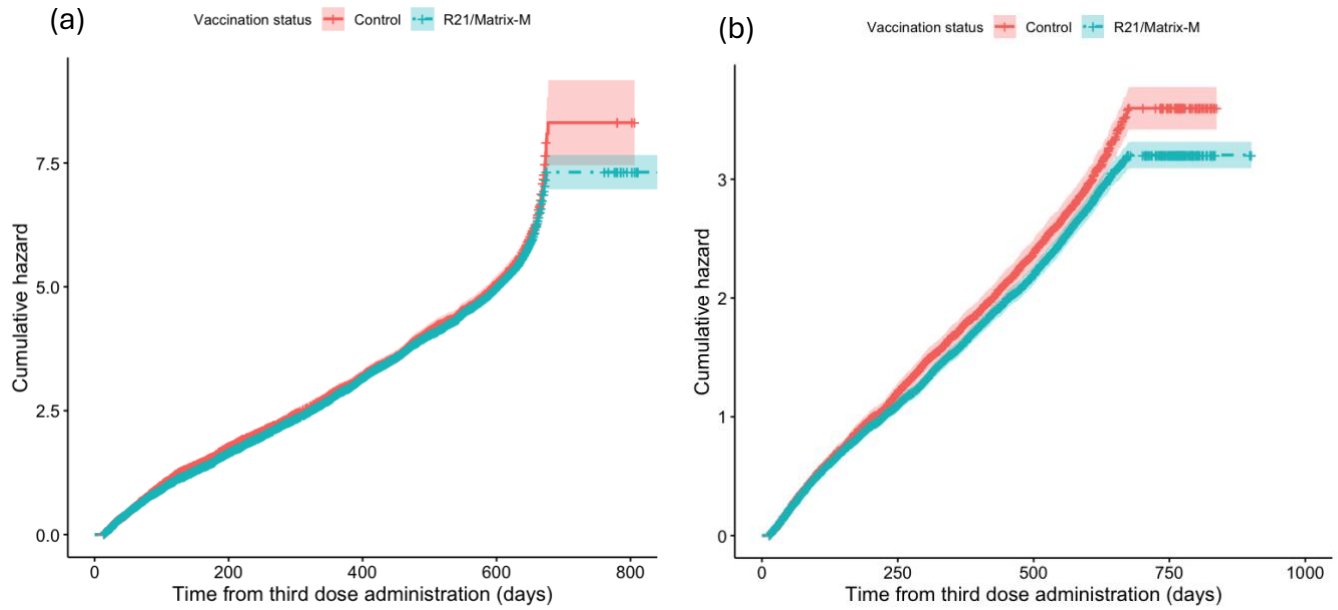 (a)
Vaccination status Control R21/Matrix-M
Cumulative hazard
7.5
5.0
2.5
0.0
0 200 400 600 800
Time from third dose administration (days)
(b)
Vaccination status Control R21/Matrix-M
Cumulative hazard
3
2
1
0
0 250 500 750 1000
Time from third dose administration (days)